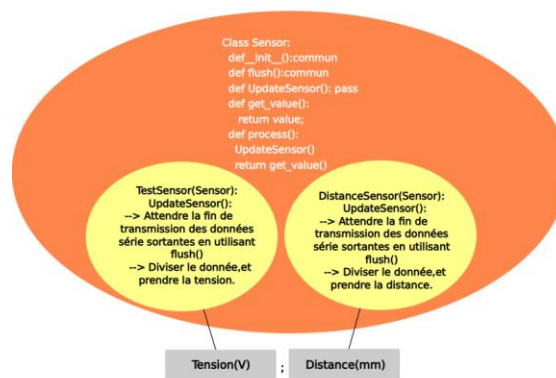 Class Sensor:
def__init__():commun
def flush():commun
def UpdateSensor(): pass
def get_value():
return value;
def process():
UpdateSensor()
return get_value()
TestSensor(Sensor):
UpdateSensor():
--> Attendre la fin de
transmission des données
série sortantes en utilisant
flush()
--> Diviser le donnée,et
prendre la tension.
DistanceSensor(Sensor):
UpdateSensor():
--> Attendre la fin de
transmission des données
série sortantes en utilisant
flush()
--> Diviser le donnée,et
prendre la distance.
Tension(V) ; Distance(mm)